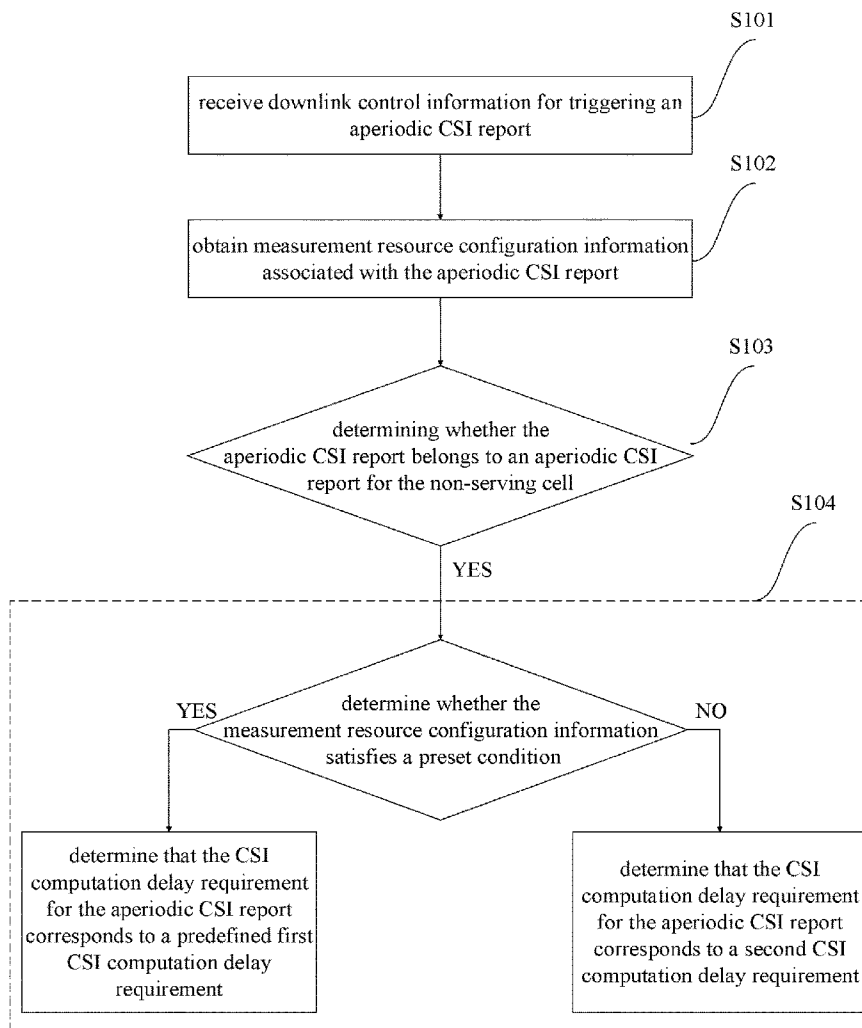 S101
receive downlink control information for triggering an
aperiodic CSI report
S102
obtain measurement resource configuration information
associated with the aperiodic CSI report
S103
determining whether the
aperiodic CSI report belongs to an aperiodic CSI
report for the non-serving cell
S104
YES
determine whether the
measurement resource configuration information
satisfies a preset condition
YES
NO
determine that the CSI
computation delay requirement
for the aperiodic CSI report
corresponds to a predefined first
CSI computation delay
requirement
determine that the CSI
computation delay requirement
for the aperiodic CSI report
corresponds to a second CSI
computation delay requirement